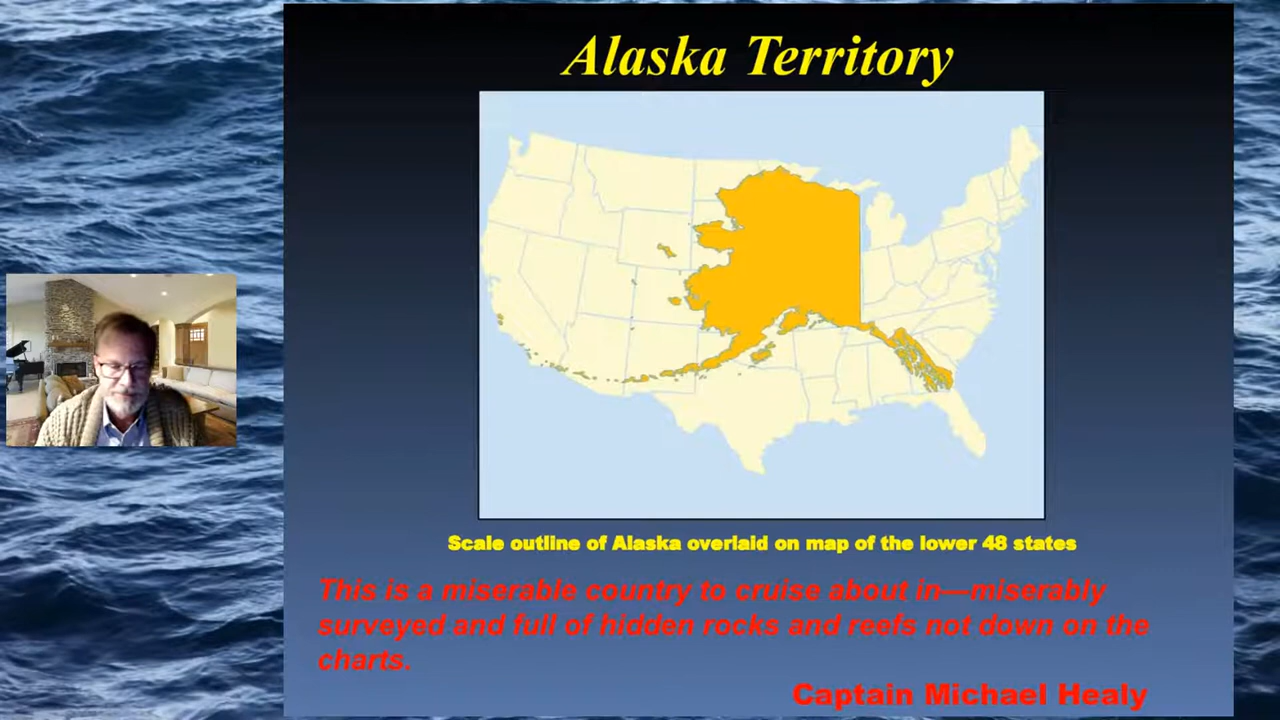 Alaska Territory
Scale outline of Alaska overlaid on map of the lower 48 states
This is a miserable country to cruise about in—miserably
surveyed and full of hidden rocks and reefs not down on the
charts.
Captain Michael Healy